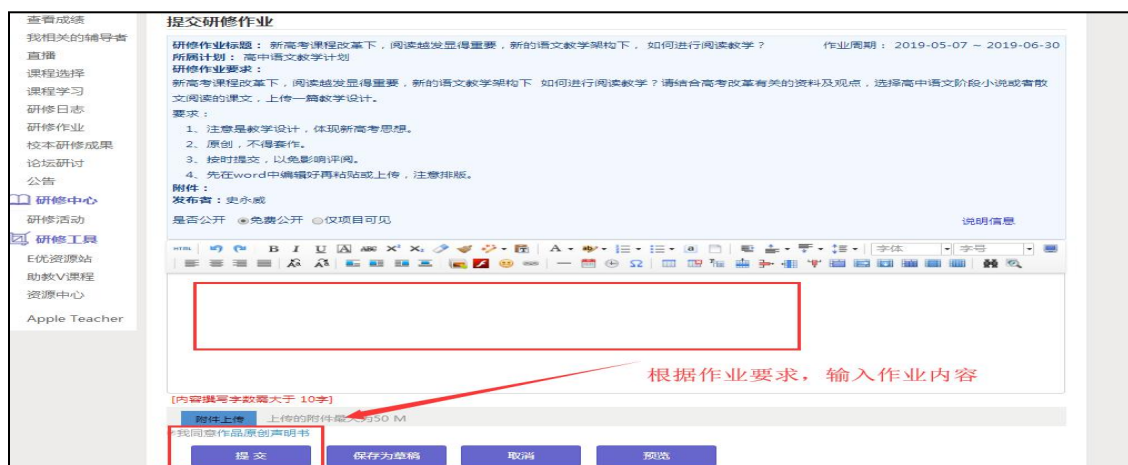 查看成绩
我相关的辅导者
直播
课程选择
课程学习
研修日志
研修作业
校本研修成果
论坛研讨
公告
研修中心
研修活动
研修工具
E优资源站
助教V课程
资源中心
Apple Teacher
提交研修作业
研修作业标题：新高考课程改革下，阅读越发显得重要，新的语文教学架构下， 如何进行阅读教学？ 作业周期： 2019-05-07 ~ 2019-06-30
所属计划：高中语文教学计划
研修作业要求：
新高考课程改革下，阅读越发显得重要，新的语文教学架构下 如何进行阅读教学？请结合高考改革有关的资料及观点，选择高中语文阶段小说或者散
文阅读的课文，上传一篇教学设计。
要求：
1、注意是教学设计，体现新高考思想。
2、原创，不得套作。
3、按时提交，以免影响评阅。
4、先在word中编辑好再粘贴或上传，注意排版。
附件：
发布者：史永威
是否公开 免费公开 仅项目可见 说明信息
HTML B I U A ABC X² X₂ A 字体 字号
根据作业要求，输入作业内容
[内容撰写字数需大于 10字]
附件上传 上传的附件最大为50 M
我同意作品原创声明书
提 交 保存为草稿 取消 预览